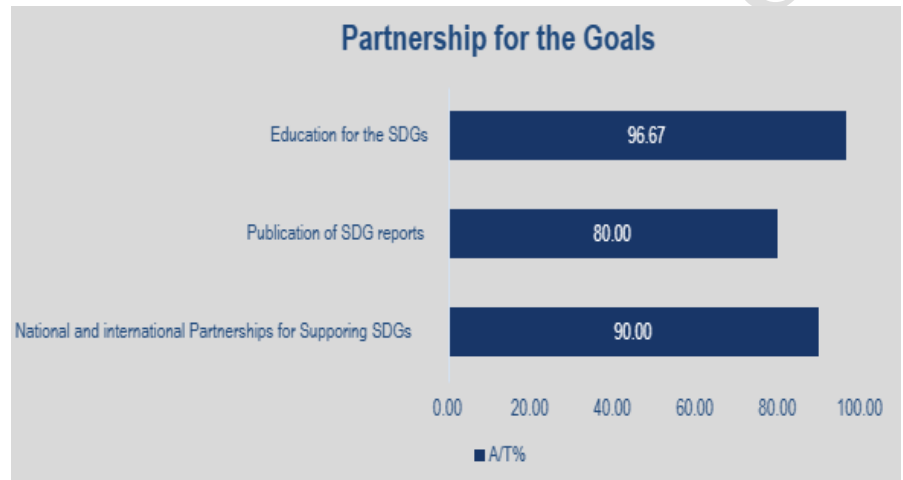 Partnership for the Goals
Education for the SDGs
96.67
Publication of SDG reports
80.00
National and international Partnerships for Supporing SDGs
90.00
0.00 20.00 40.00 60.00 80.00 100.00
A/T%